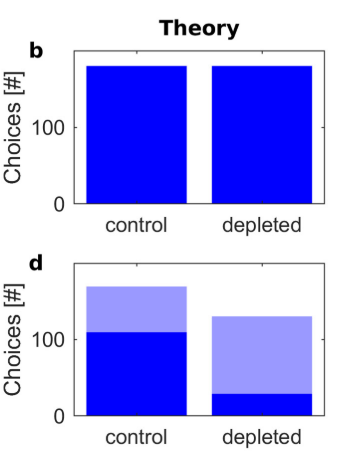 Theory
b
Choices [#]
100
0
control depleted
d
Choices [#]
100
0
control depleted